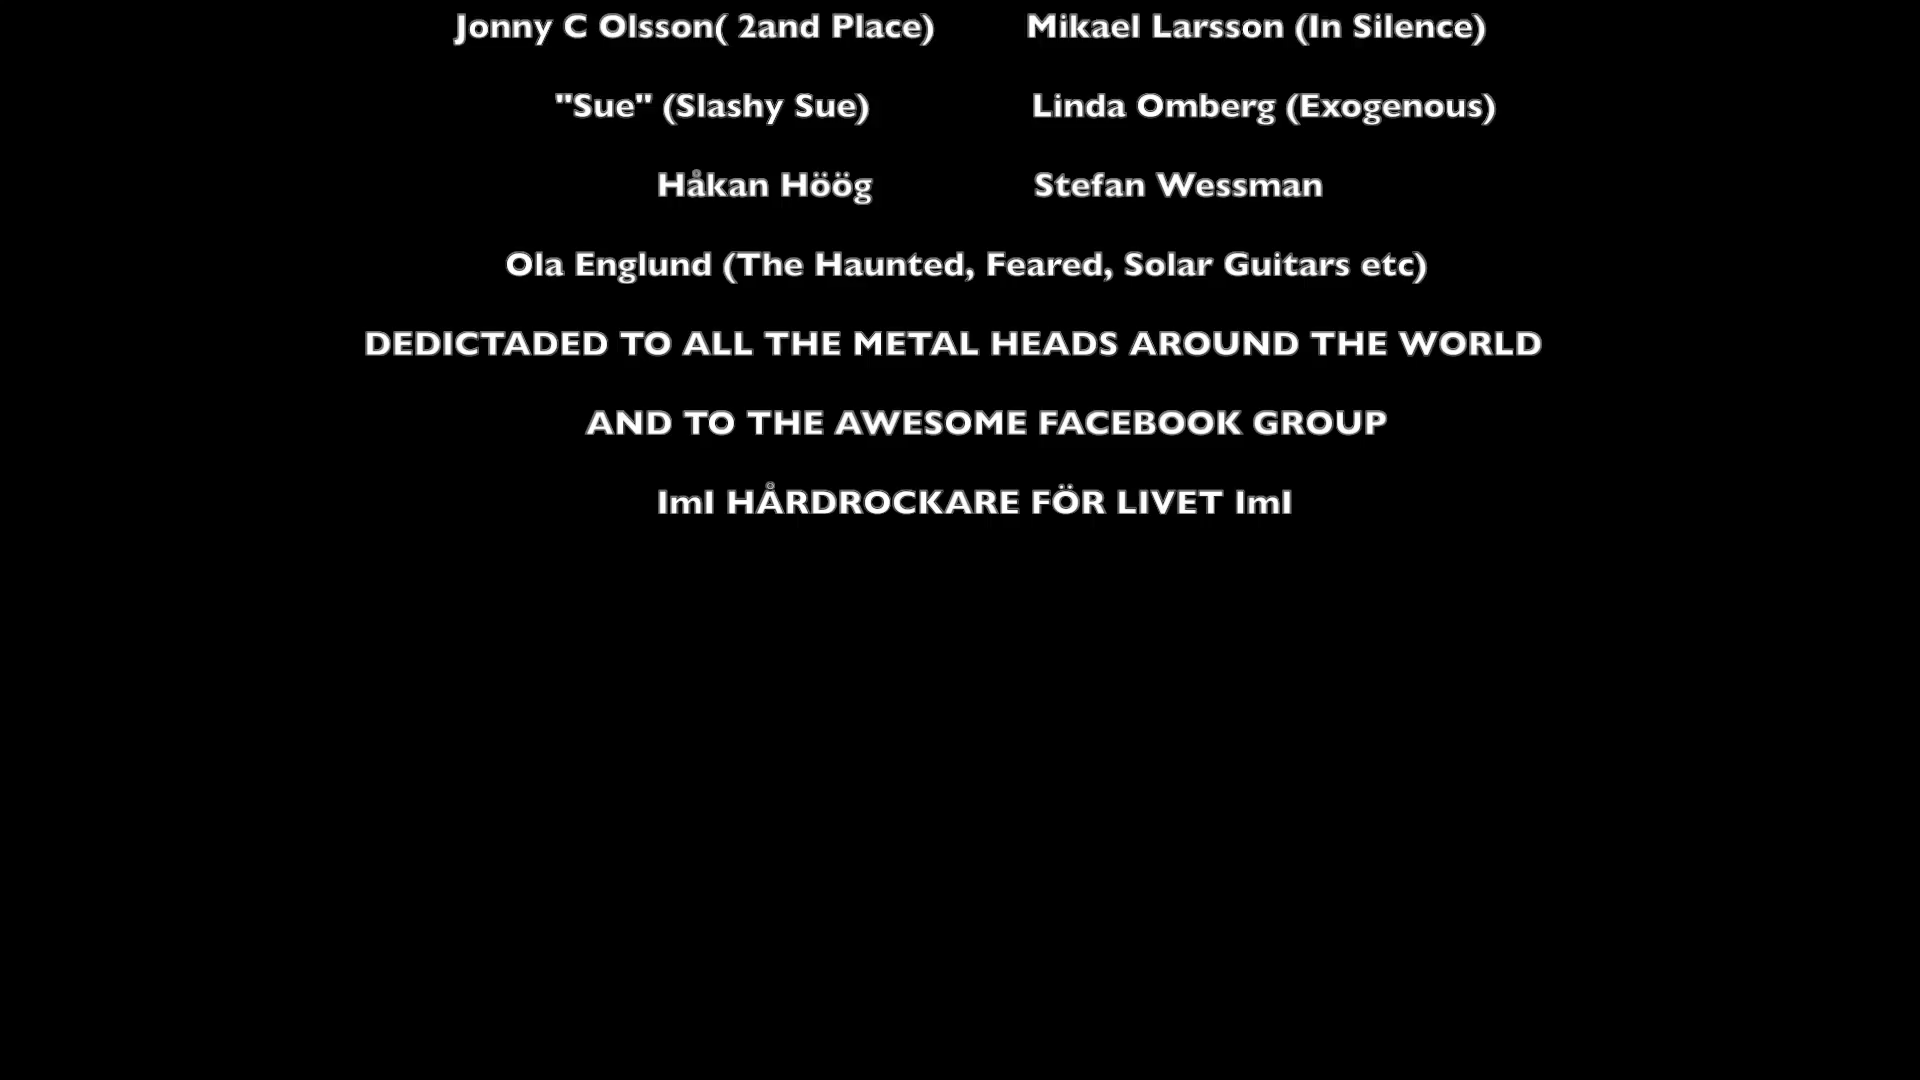 Jonny C Olsson( 2and Place) Mikael Larsson (In Silence)
"Sue" (Slashy Sue) Linda Omberg (Exogenous)
Håkan Höög Stefan Wessman
Ola Englund (The Haunted, Feared, Solar Guitars etc)
DEDICTADED TO ALL THE METAL HEADS AROUND THE WORLD
AND TO THE AWESOME FACEBOOK GROUP
ImI HÅRDROCKARE FÖR LIVET ImI